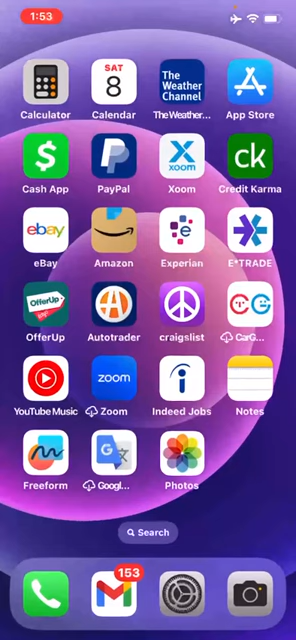 1:53
SAT
8
The
Weather
Channel
Calculator
Calendar
TheWeather...
App Store
$
xoom
ck
Cash App
PayPal
Xoom
Credit Karma
ebay
e
eBay
Amazon
Experian
E*TRADE
OfferUp
CG
OfferUp
Autotrader
craigslist
CarG...
zoom
i
YouTube Music
Zoom
Indeed Jobs
Notes
G
Freeform
Googl...
Photos
Search
153